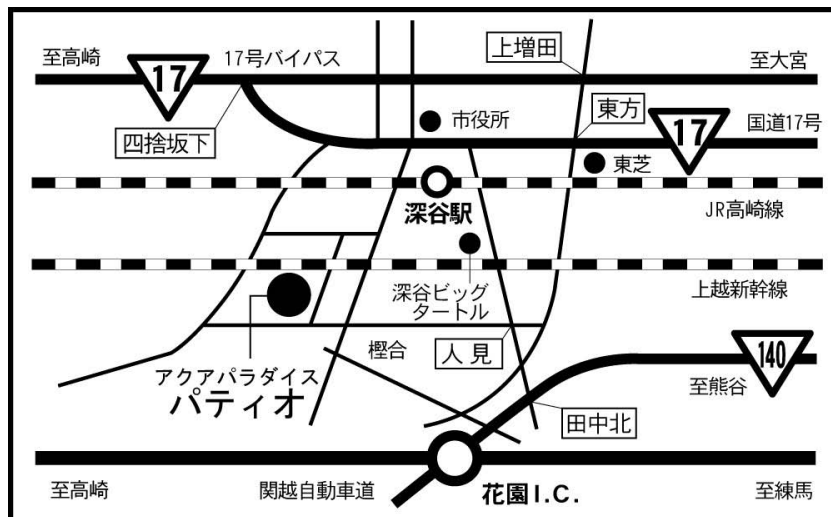 至高崎
17
17号バイパス
上増田
至大宮
四捨坂下
市役所
東方
17
国道17号
東芝
深谷駅
JR高崎線
深谷ビッグ
タートル
上越新幹線
アクアパラダイス
パティオ
樫合
人見
140
至熊谷
田中北
至高崎
関越自動車道
花園I.C.
至練馬